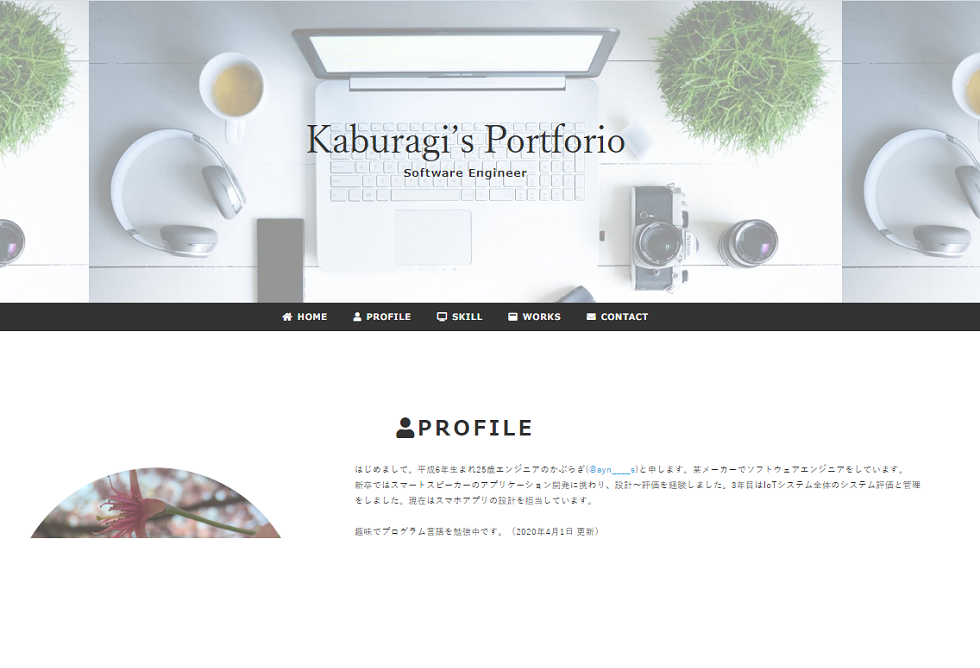 Kaburagi’s Portforio
Software Engineer
HOME PROFILE SKILL WORKS CONTACT
PROFILE
はじめまして。平成6年生まれ25歳エンジニアのかぶらぎ(@ayn____s)と申します。某メーカーでソフトウェアエンジニアをしています。
新卒ではスマートスピーカーのアプリケーション開発に携わり、設計～評価を経験しました。3年目はIoTシステム全体のシステム評価と管理
をしました。現在はスマホアプリの設計を担当しています。
趣味でプログラム言語を勉強中です。（2020年4月1日 更新）